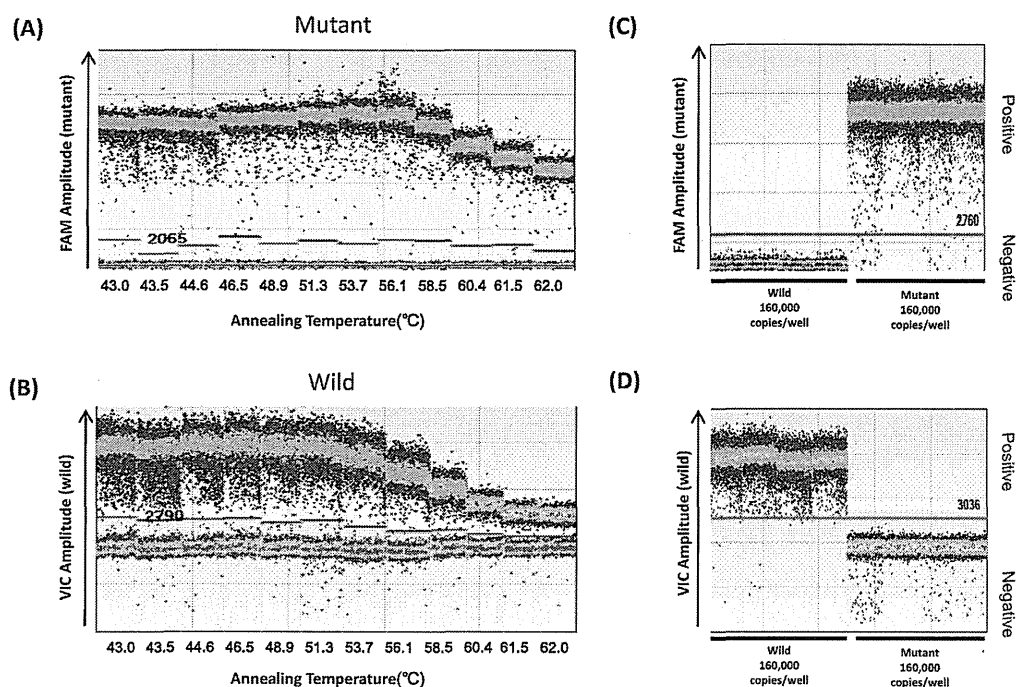 (A)
Mutant
FAM Amplitude (mutant)
2065
43.0 43.5 44.6 46.5 48.9 51.3 53.7 56.1 58.5 60.4 61.5 62.0
Annealing Temperature(℃)
(C)
FAM Amplitude (mutant)
2760
Positive
Negative
Wild
160,000
copies/well
Mutant
160,000
copies/well
(B)
Wild
VIC Amplitude (wild)
2790
43.0 43.5 44.6 46.5 48.9 51.3 53.7 56.1 58.5 60.4 61.5 62.0
Annealing Temperature(℃)
(D)
VIC Amplitude (wild)
3036
Positive
Negative
Wild
160,000
copies/well
Mutant
160,000
copies/well